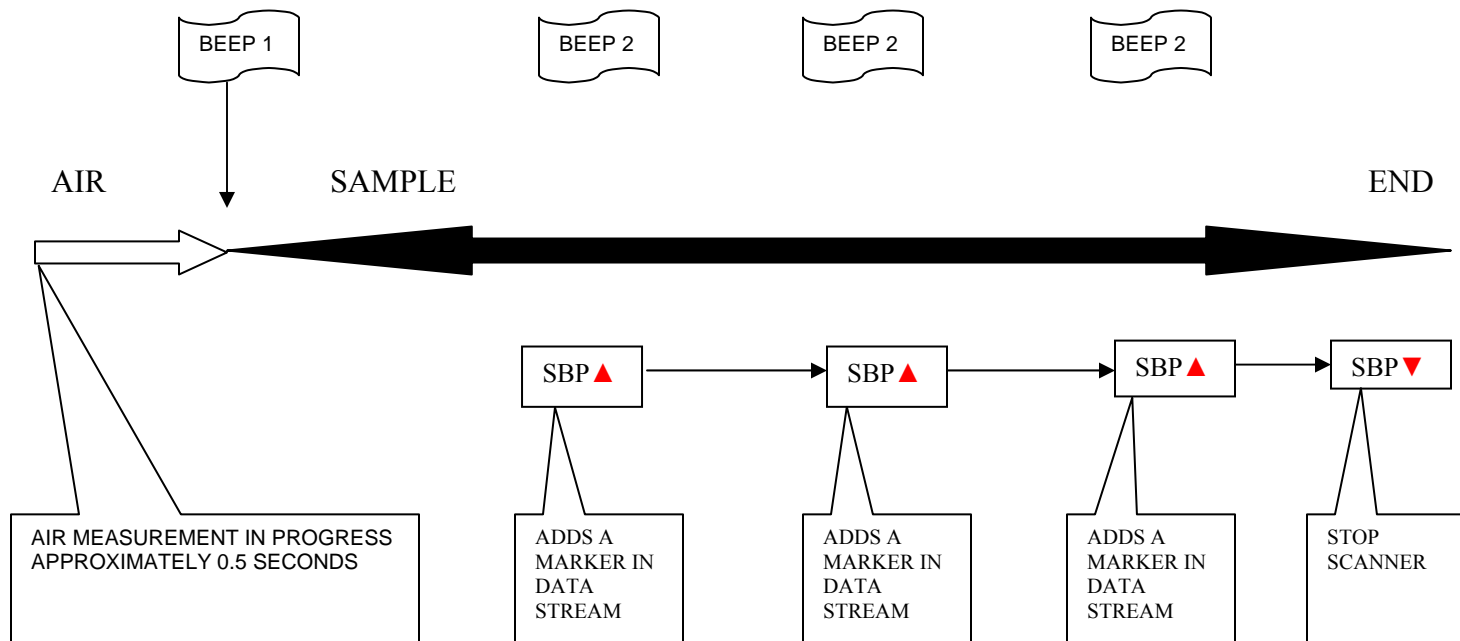 BEEP 1
BEEP 2
BEEP 2
BEEP 2
AIR
SAMPLE
END
SBP▲
SBP▲
SBP▲
SBP▼
AIR MEASUREMENT IN PROGRESS
APPROXIMATELY 0.5 SECONDS
ADDS A
MARKER IN
DATA
STREAM
ADDS A
MARKER IN
DATA
STREAM
ADDS A
MARKER IN
DATA
STREAM
STOP
SCANNER